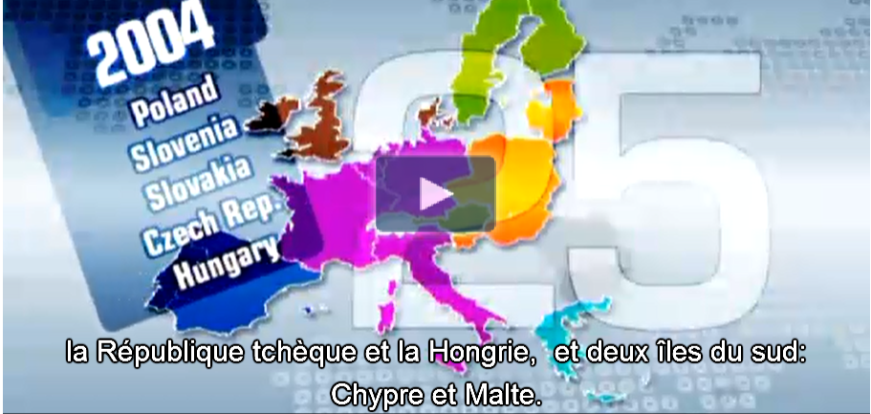 2004
Poland
Slovenia
Slovakia
Czech Rep.
Hungary
25
la République tchèque et la Hongrie, et deux îles du sud:
Chypre et Malte.